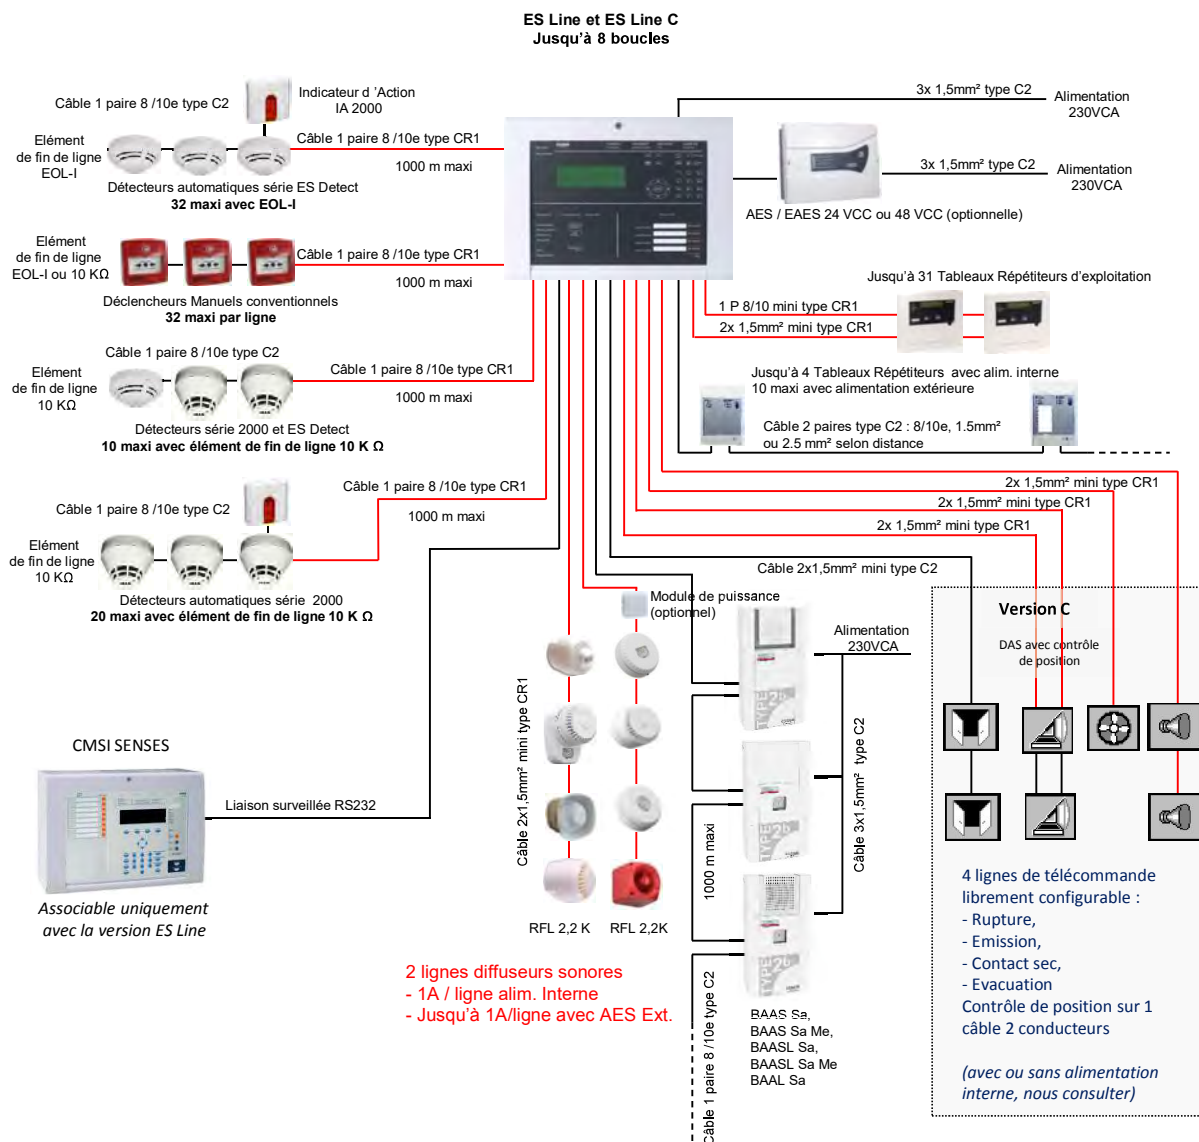 ES Line et ES Line C
Jusqu'à 8 boucles
Câble 1 paire 8 /10e type C2
Indicateur d 'Action
IA 2000
Elément
de fin de ligne
EOL-I
Câble 1 paire 8 /10e type CR1
1000 m maxi
Détecteurs automatiques série ES Detect
32 maxi avec EOL-I
3x 1,5mm² type C2
Alimentation
230VCA
3x 1,5mm² type C2
Alimentation
230VCA
AES / EAES 24 VCC ou 48 VCC (optionnelle)
Elément
de fin de ligne
EOL-I ou 10 KΩ
Câble 1 paire 8 /10e type CR1
1000 m maxi
Déclencheurs Manuels conventionnels
32 maxi par ligne
Jusqu'à 31 Tableaux Répétiteurs d'exploitation
1 P 8/10 mini type CR1
2x 1,5mm² mini type CR1
Câble 1 paire 8 /10e type C2
Elément
de fin de ligne
10 KΩ
Câble 1 paire 8 /10e type CR1
1000 m maxi
Détecteurs série 2000 et ES Detect
10 maxi avec élément de fin de ligne 10 K Ω
Jusqu'à 4 Tableaux Répétiteurs avec alim. interne
10 maxi avec alimentation extérieure
Câble 2 paires type C2 : 8/10e, 1.5mm²
ou 2.5 mm² selon distance
Câble 1 paire 8 /10e type CR1
1000 m maxi
Câble 1 paire 8 /10e type C2
Elément
de fin de ligne
10 KΩ
Détecteurs automatiques série 2000
20 maxi avec élément de fin de ligne 10 K Ω
2x 1,5mm² mini type CR1
2x 1,5mm² mini type CR1
2x 1,5mm² mini type CR1
Câble 2x1,5mm² mini type C2
Module de puissance
(optionnel)
Alimentation
230VCA
Version C
DAS avec contrôle
de position
Câble 2x1,5mm² mini type CR1
TYPE 2b
TYPE 2b
TYPE 2b
1000 m maxi
Câble 3x1,5mm² type C2
CMSI SENSES
Liaison surveillée RS232
Associable uniquement
avec la version ES Line
RFL 2,2 K
RFL 2,2K
2 lignes diffuseurs sonores
- 1A / ligne alim. Interne
- Jusqu'à 1A/ligne avec AES Ext.
Câble 1 paire 8 /10e type C2
BAAS Sa,
BAAS Sa Me,
BAASL Sa,
BAASL Sa Me
BAAL Sa
4 lignes de télécommande
librement configurable :
- Rupture,
- Emission,
- Contact sec,
- Evacuation
Contrôle de position sur 1
câble 2 conducteurs
(avec ou sans alimentation
interne, nous consulter)